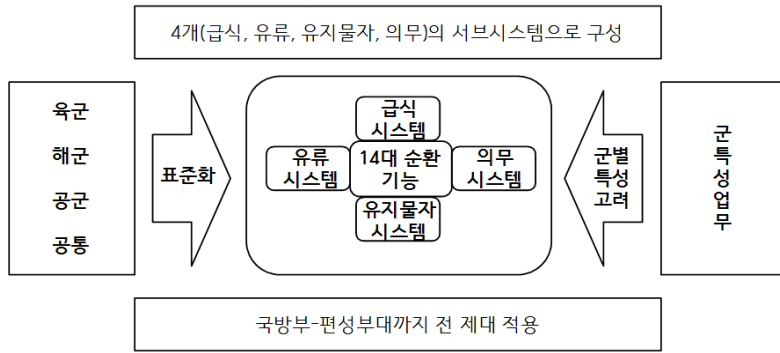 4개(급식, 유류, 유지물자, 의무)의 서브시스템으로 구성
육군
해군
공군
공통
표준화
급식
시스템
유류
시스템
14대 순환
기능
의무
시스템
유지물자
시스템
군별
특성
고려
군
특
성
업
무
국방부-편성부대까지 전 제대 적용